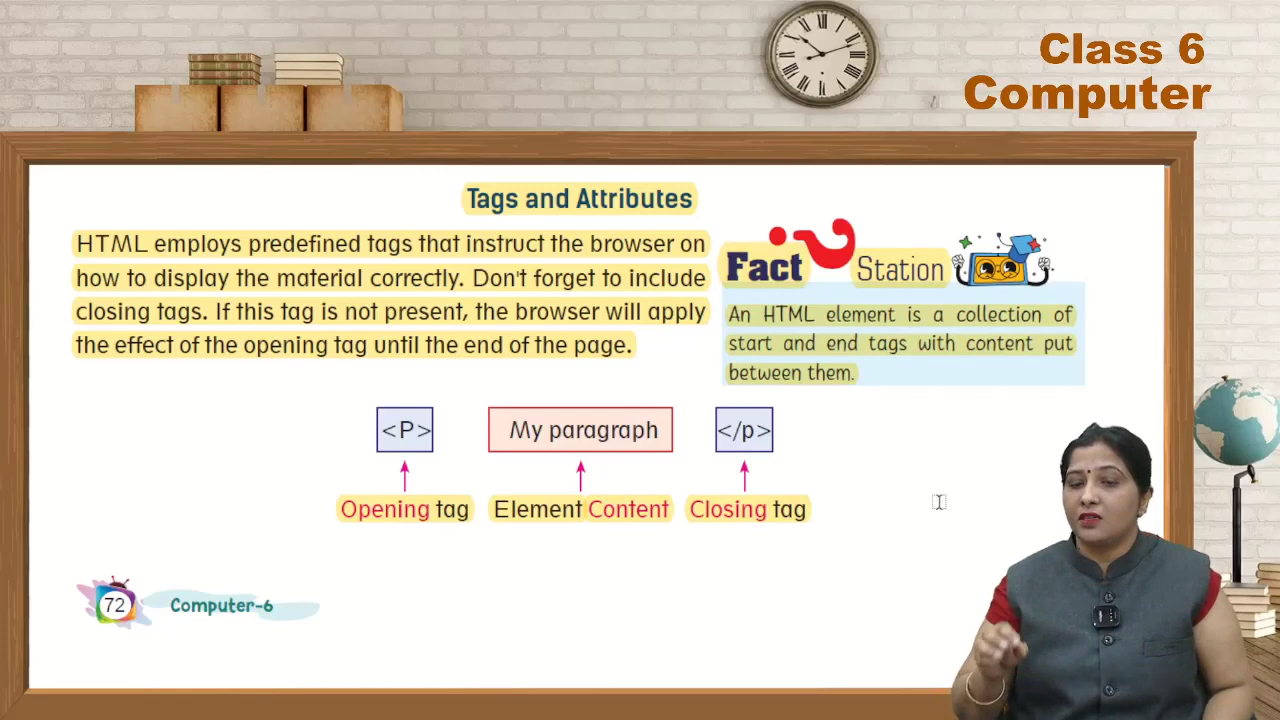 Class 6
Computer
Tags and Attributes
HTML employs predefined tags that instruct the browser on
how to display the material correctly. Don't forget to include
closing tags. If this tag is not present, the browser will apply
the effect of the opening tag until the end of the page.
Fact Station
An HTML element is a collection of
start and end tags with content put
between them.
<P> My paragraph </p>
Opening tag Element Content Closing tag
72 Computer-6